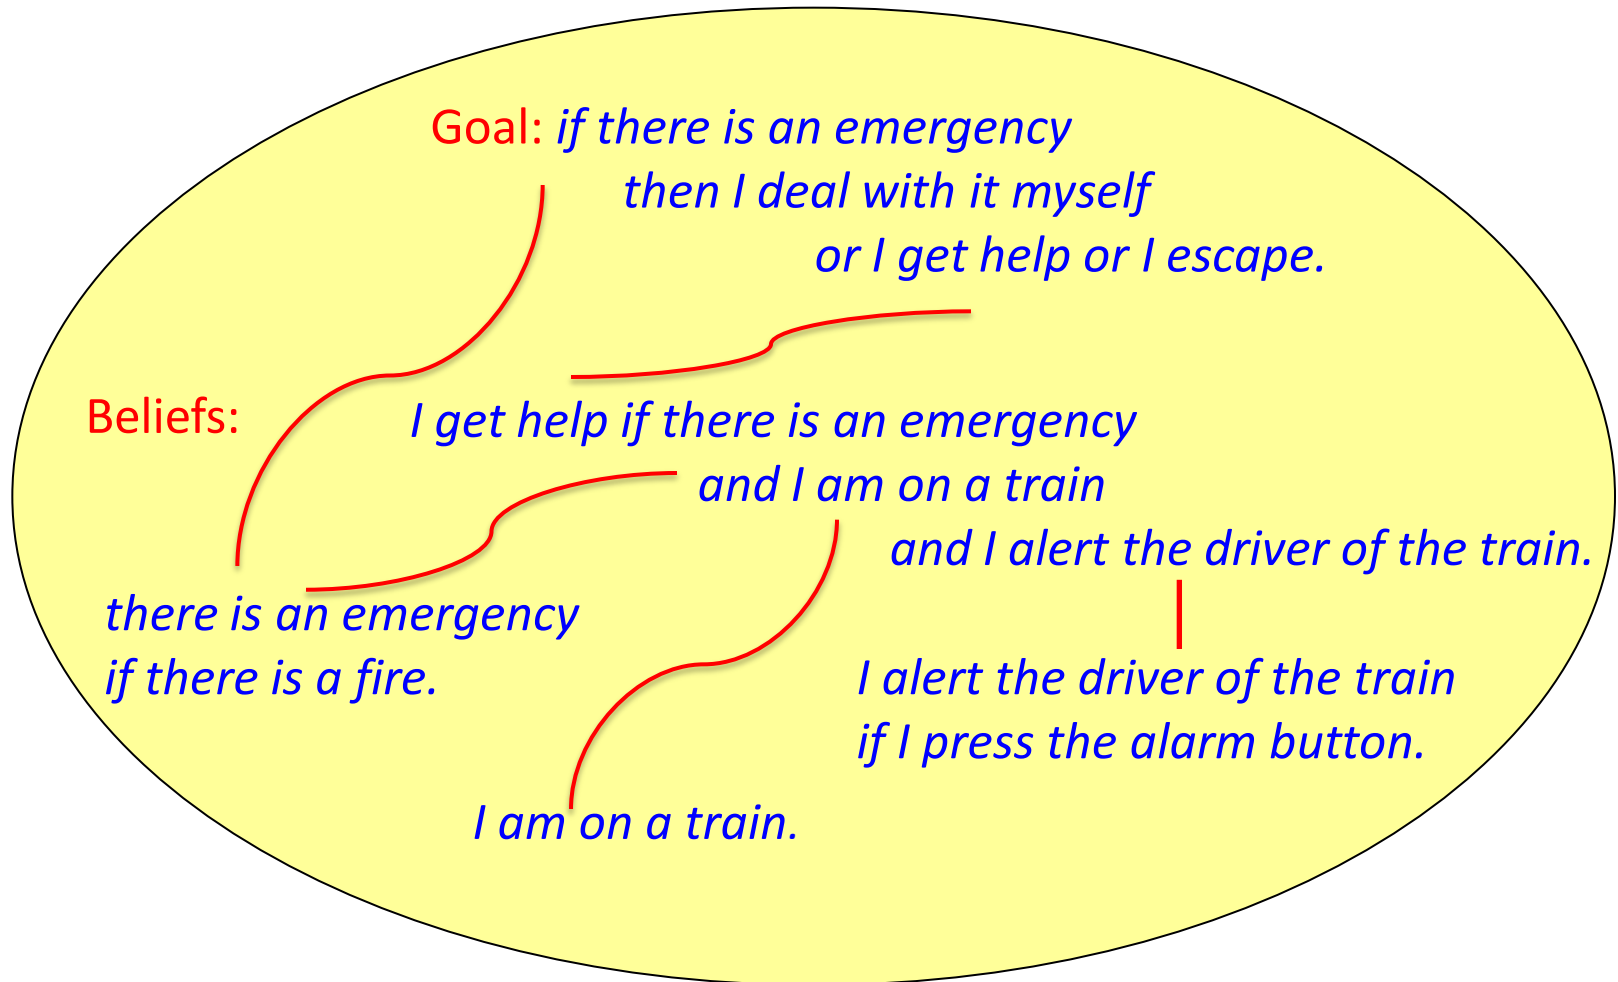 Goal: if there is an emergency
then I deal with it myself
or I get help or I escape.
Beliefs:
I get help if there is an emergency
and I am on a train
and I alert the driver of the train.
there is an emergency
if there is a fire.
I alert the driver of the train
if I press the alarm button.
I am on a train.